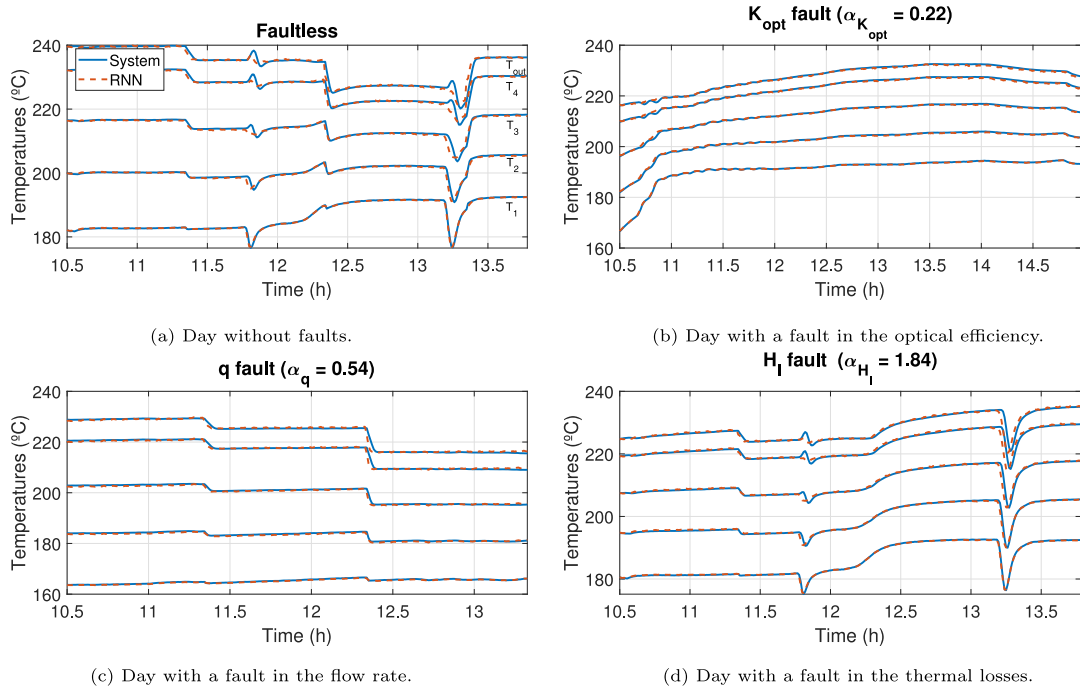 Faultless
240
220
200
180
Temperatures (ºC)
System
RNN
T_out
T_4
T_3
T_2
T_1
10.5 11 11.5 12 12.5 13 13.5
Time (h)
(a) Day without faults.
K_opt fault (α_K_opt = 0.22)
240
220
200
180
160
Temperatures (ºC)
10.5 11 11.5 12 12.5 13 13.5 14 14.5
Time (h)
(b) Day with a fault in the optical efficiency.
q fault (α_q = 0.54)
240
220
200
180
160
Temperatures (ºC)
10.5 11 11.5 12 12.5 13
Time (h)
(c) Day with a fault in the flow rate.
H_l fault (α_H_l = 1.84)
240
220
200
180
Temperatures (ºC)
10.5 11 11.5 12 12.5 13 13.5
Time (h)
(d) Day with a fault in the thermal losses.